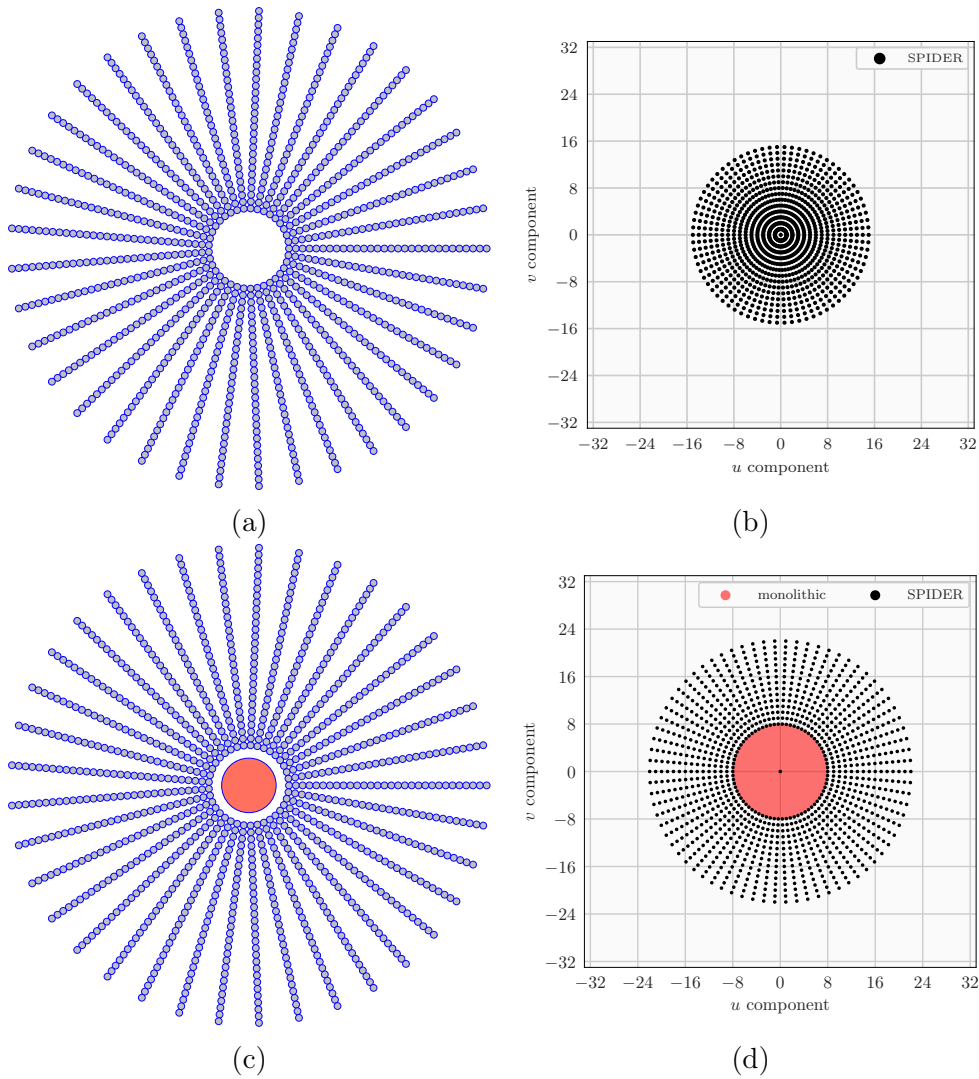 (a)
SPIDER
32
24
16
8
0
−8
−16
−24
−32
v component
−32 −24 −16 −8 0 8 16 24 32
u component
(b)
(c)
monolithic SPIDER
32
24
16
8
0
−8
−16
−24
−32
v component
−32 −24 −16 −8 0 8 16 24 32
u component
(d)